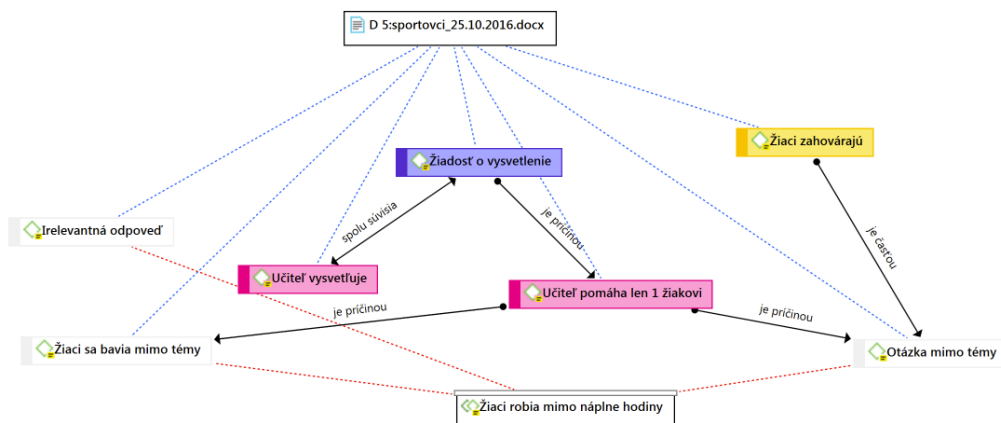 D 5:sportovci_25.10.2016.docx
Žiaci zahovárajú
Žiadosť o vysvetlenie
spolu súvisia
je príčinou
je časťou
Irelevantná odpoveď
Učiteľ vysvetľuje
Učiteľ pomáha len 1 žiakovi
je príčinou
je príčinou
Žiaci sa bavia mimo témy
Otázka mimo témy
Žiaci robia mimo náplne hodiny